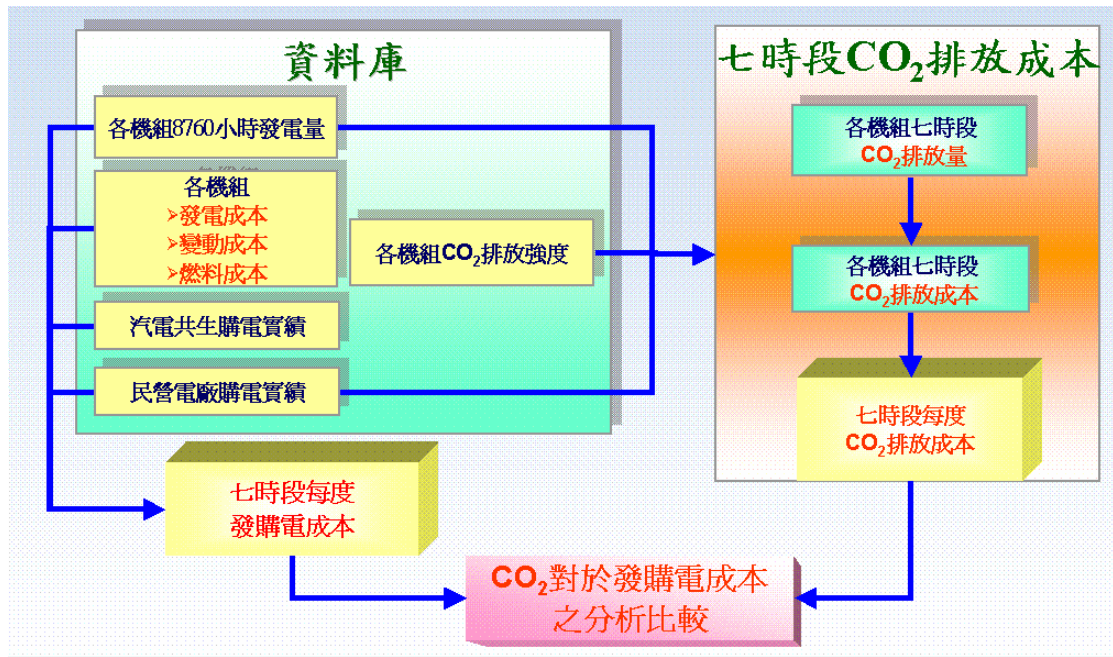 資料庫
各機組8760小時發電量
各機組
➢發電成本
➢變動成本
➢燃料成本
各機組CO₂排放強度
汽電共生購電實績
民營電廠購電實績
七時段CO₂排放成本
各機組七時段
CO₂排放量
各機組七時段
CO₂排放成本
七時段每度
CO₂排放成本
七時段每度
發購電成本
CO₂對於發購電成本
之分析比較